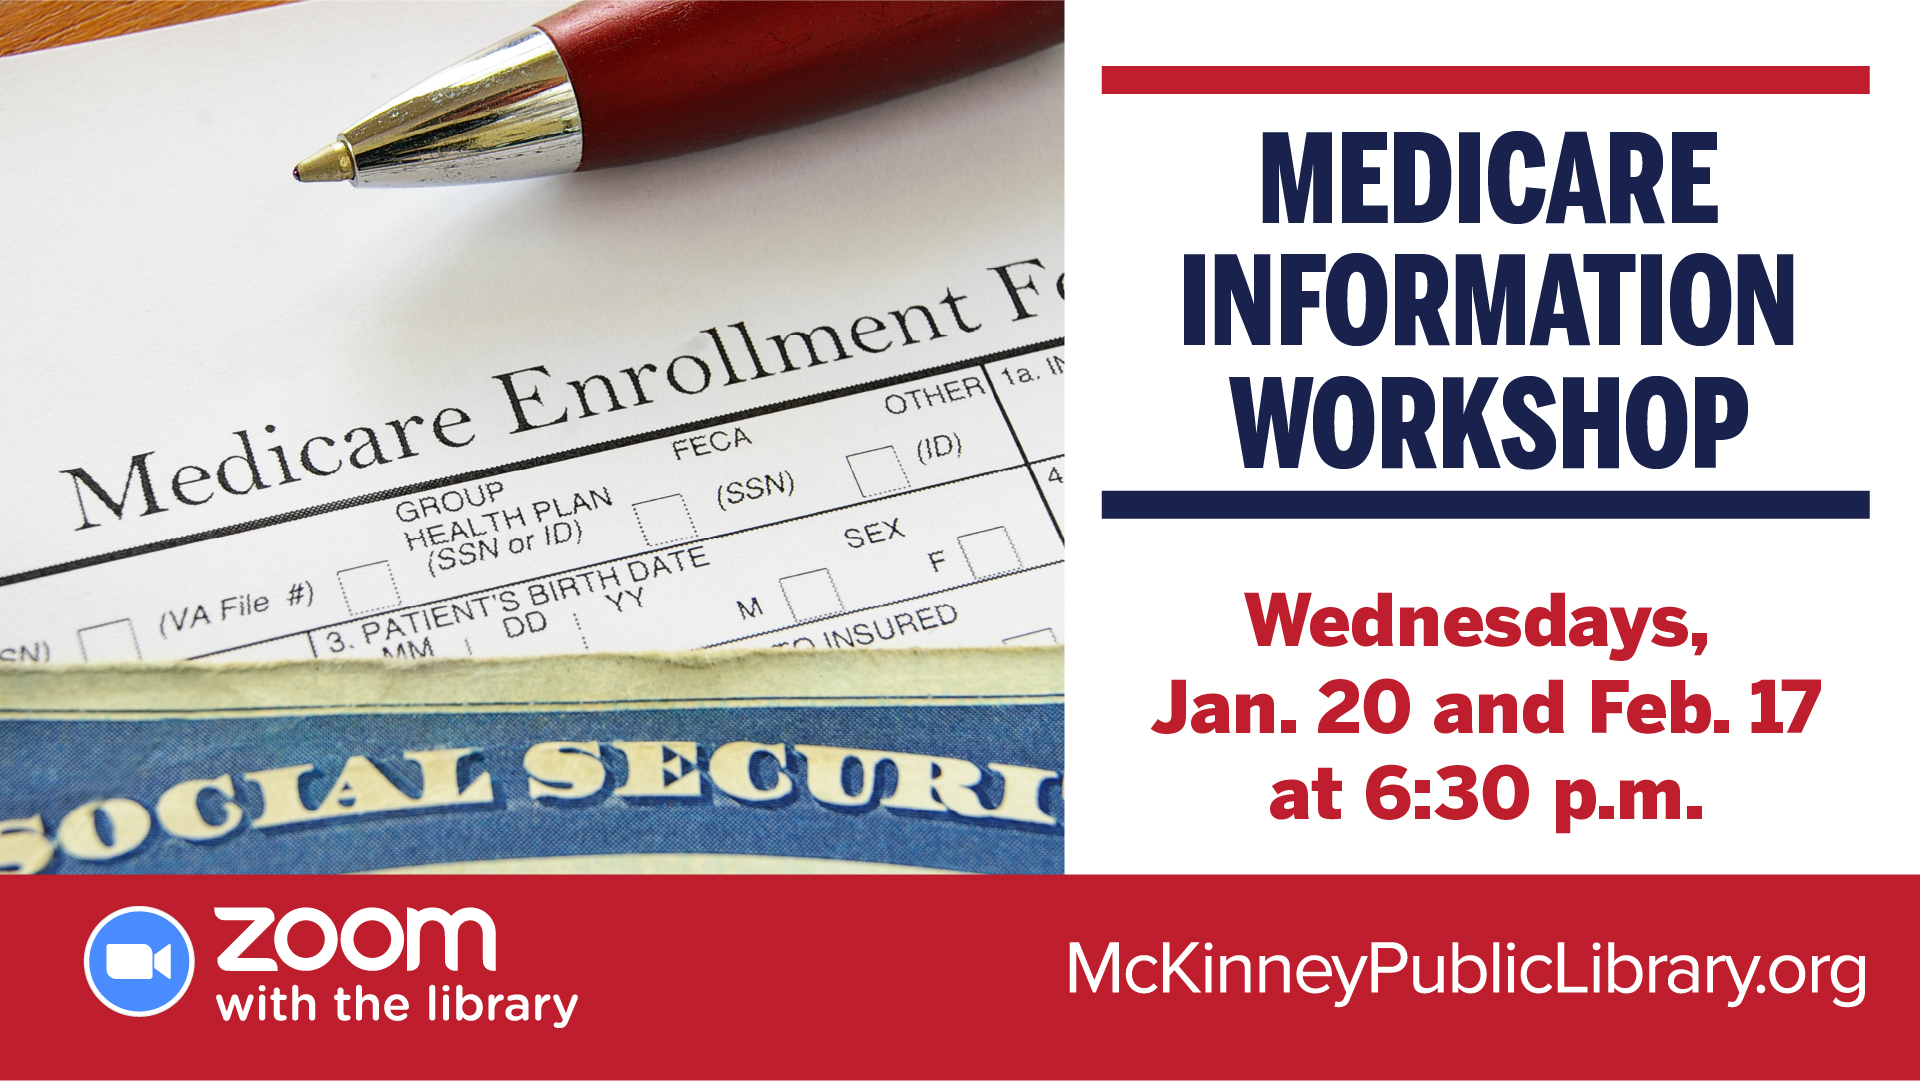 MEDICARE
INFORMATION
WORKSHOP
Wednesdays,
Jan. 20 and Feb. 17
at 6:30 p.m.
Medicare Enrollment
OTHER
1a.
FECA
(ID)
GROUP
HEALTH PLAN
(SSN or ID)
(SSN)
4
SEX
(VA File #)
3. PATIENT'S BIRTH DATE
MM DD YY
M F
INSURED
SOCIAL SECURI
zoom
with the library
McKinneyPublicLibrary.org